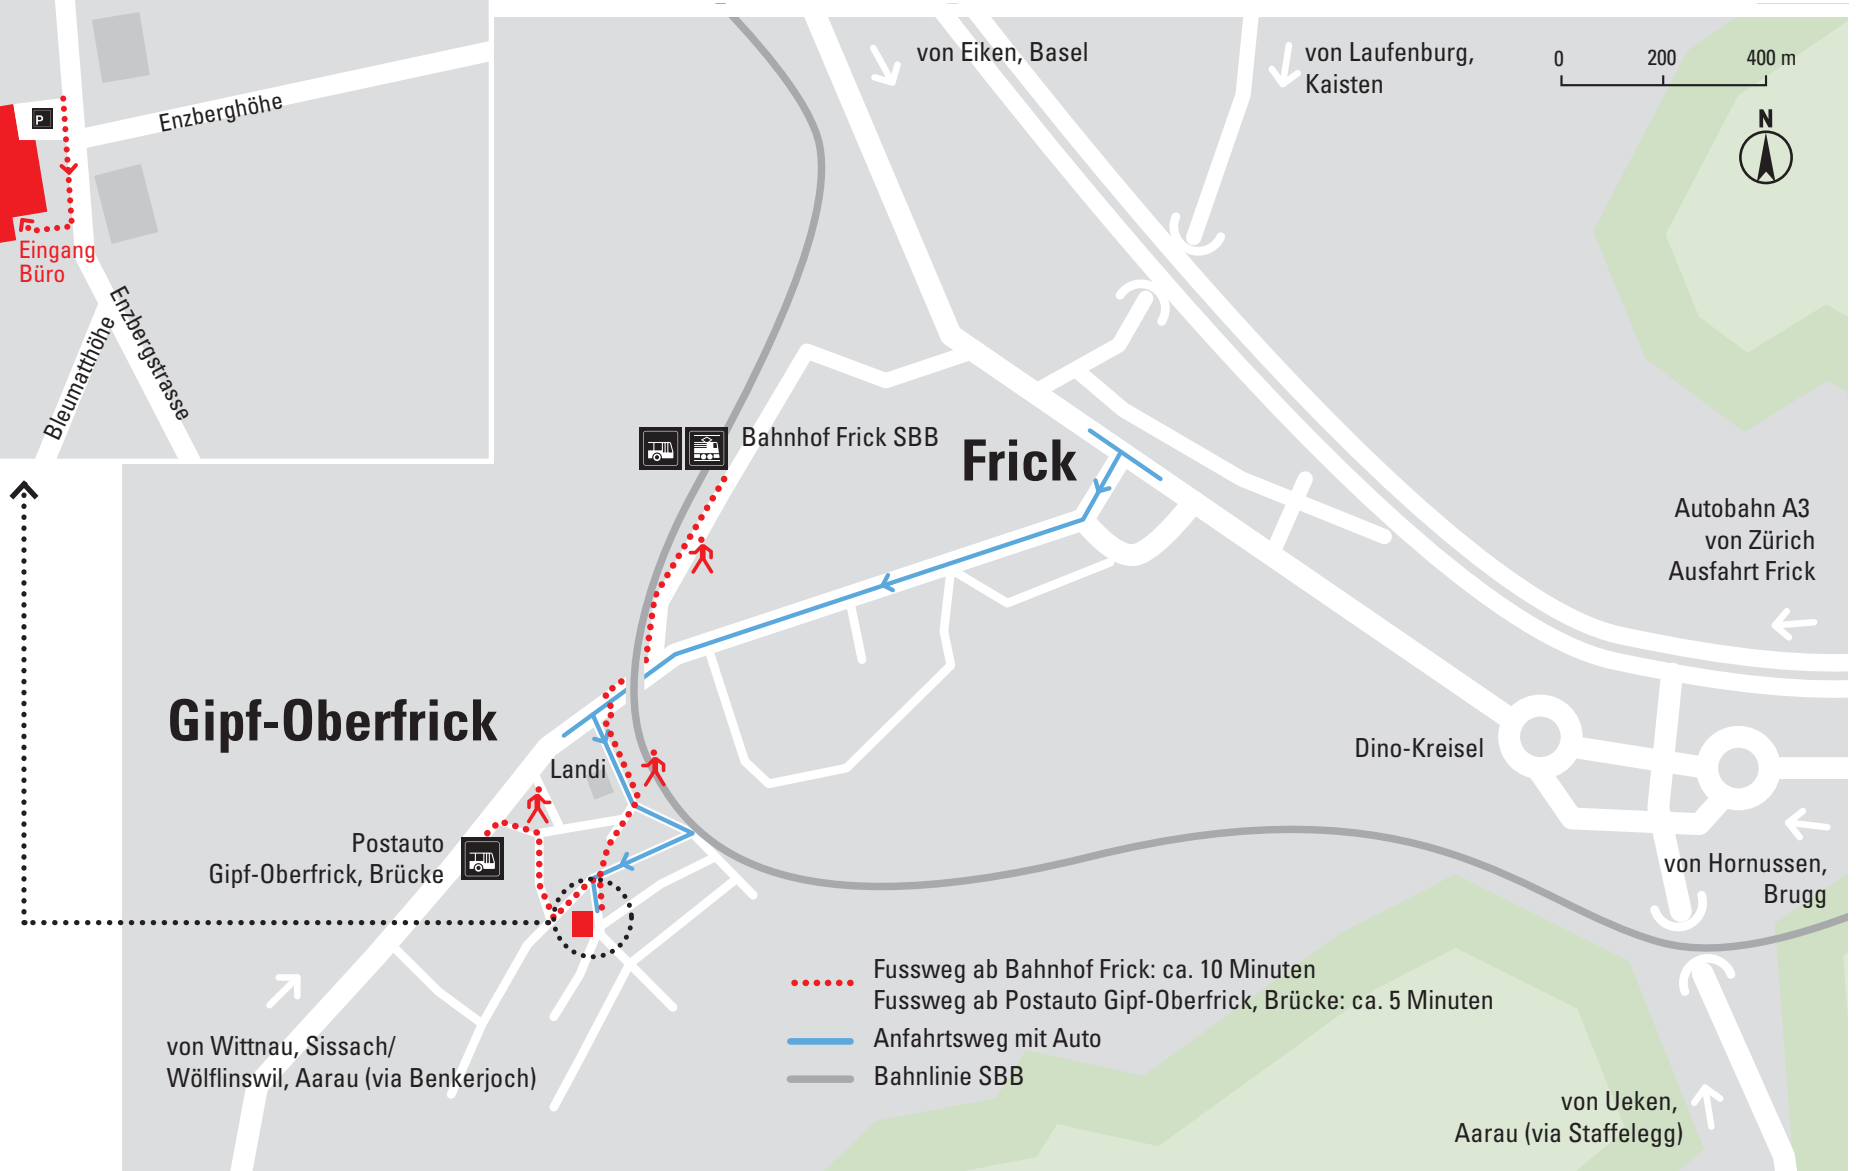 von Eiken, Basel
von Laufenburg,
Kaisten
0 200 400 m
N
Enzberghöhe
P
Eingang
Büro
Enzbergstrasse
Bleumatthöhe
Bahnhof Frick SBB
Frick
Autobahn A3
von Zürich
Ausfahrt Frick
Gipf-Oberfrick
Landi
Dino-Kreisel
Postauto
Gipf-Oberfrick, Brücke
von Hornussen,
Brugg
Fussweg ab Bahnhof Frick: ca. 10 Minuten
Fussweg ab Postauto Gipf-Oberfrick, Brücke: ca. 5 Minuten
Anfahrtsweg mit Auto
Bahnlinie SBB
von Wittnau, Sissach/
Wölflinswil, Aarau (via Benkerjoch)
von Ueken,
Aarau (via Staffelegg)